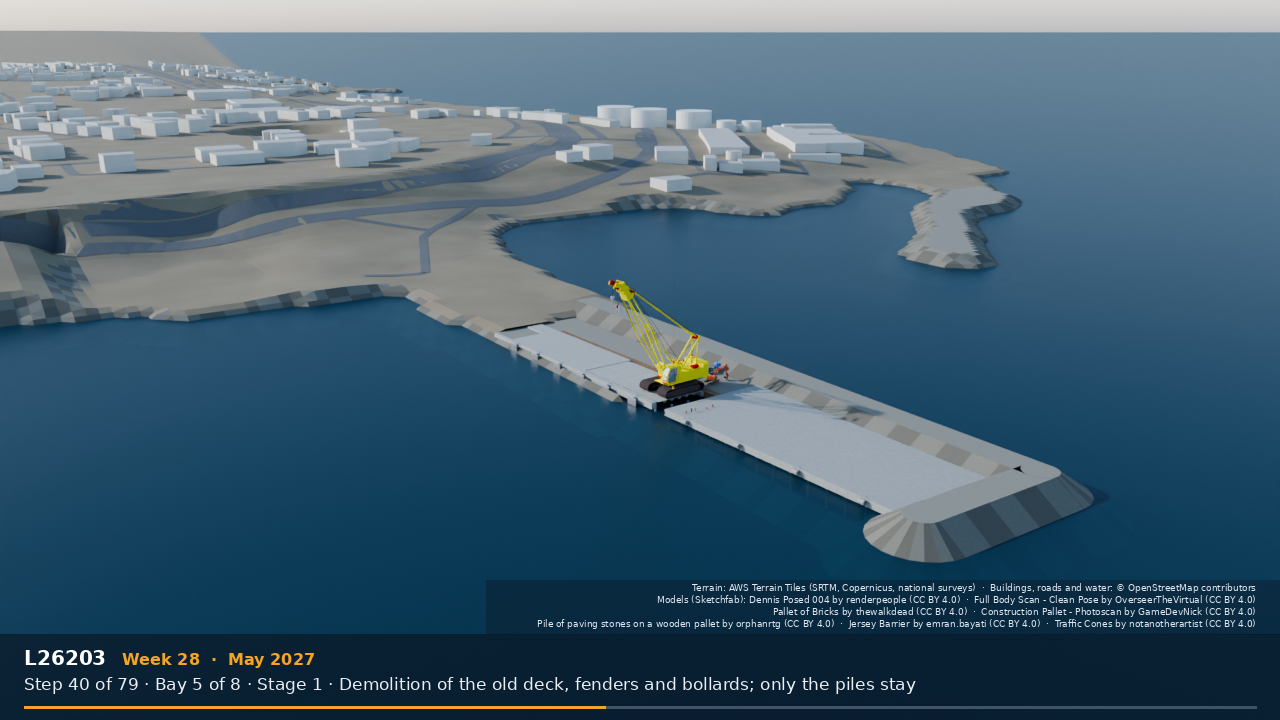 Terrain: AWS Terrain Tiles (SRTM, Copernicus, national surveys) · Buildings, roads and water: © OpenStreetMap contributors
Models (Sketchfab): Dennis Posed 004 by renderpeople (CC BY 4.0) · Full Body Scan - Clean Pose by OverseerTheVirtual (CC BY 4.0)
Pallet of Bricks by thewalkdead (CC BY 4.0) · Construction Pallet - Photoscan by GameDevNick (CC BY 4.0)
Pile of paving stones on a wooden pallet by orphanrtg (CC BY 4.0) · Jersey Barrier by emran.bayati (CC BY 4.0) · Traffic Cones by notanotherartist (CC BY 4.0)
L26203 Week 28 · May 2027
Step 40 of 79 · Bay 5 of 8 · Stage 1 · Demolition of the old deck, fenders and bollards; only the piles stay